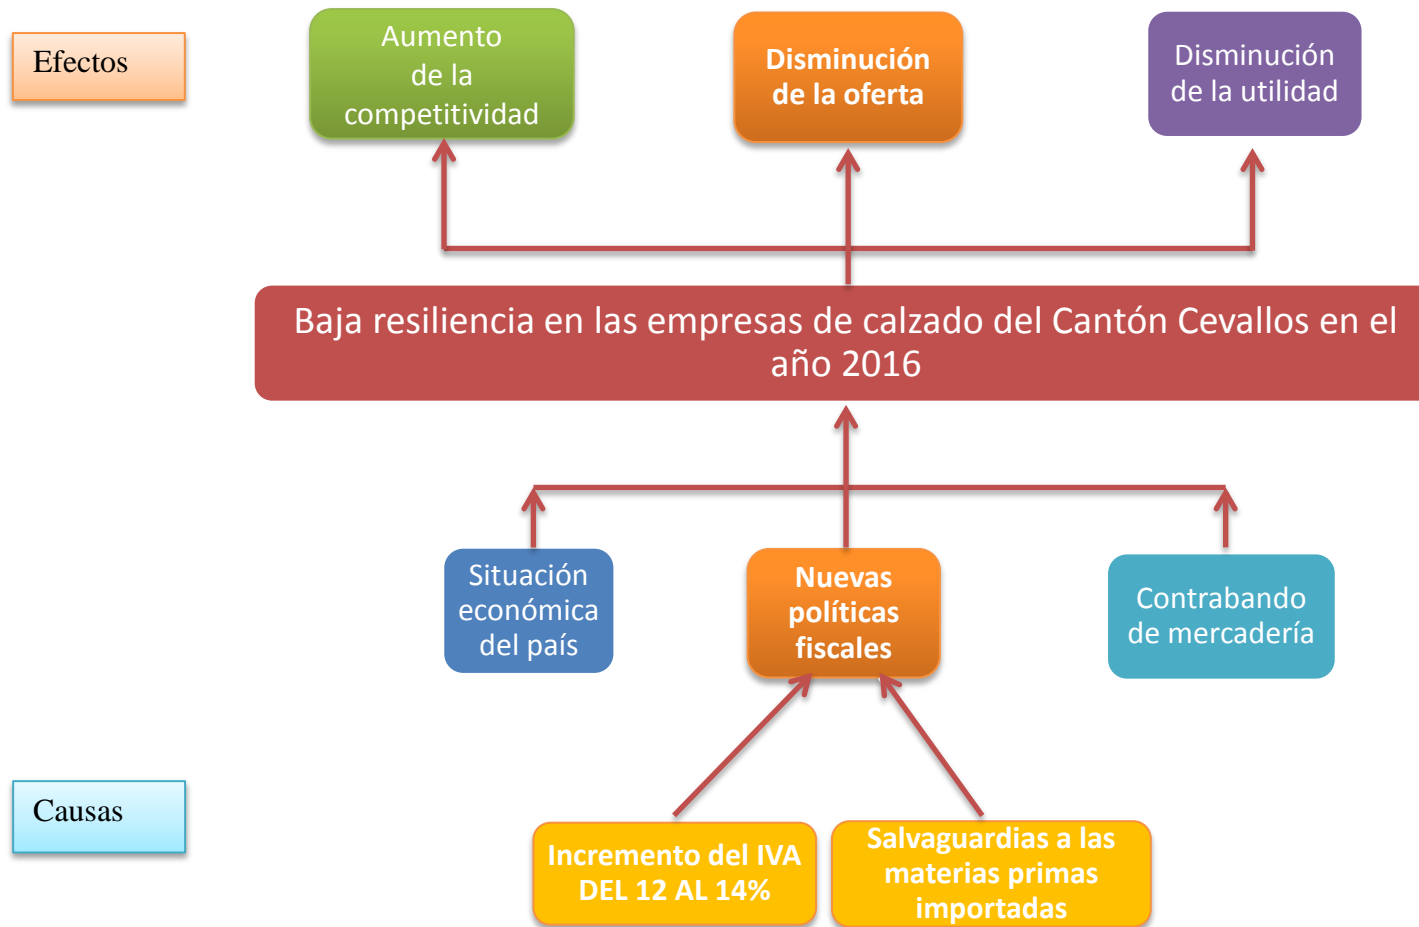 Efectos
Aumento
de la
competitividad
Disminución
de la oferta
Disminución
de la utilidad
Baja resiliencia en las empresas de calzado del Cantón Cevallos en el
año 2016
Situación
económica
del país
Nuevas
políticas
fiscales
Contrabando
de mercadería
Causas
Incremento del IVA
DEL 12 AL 14%
Salvaguardias a las
materias primas
importadas